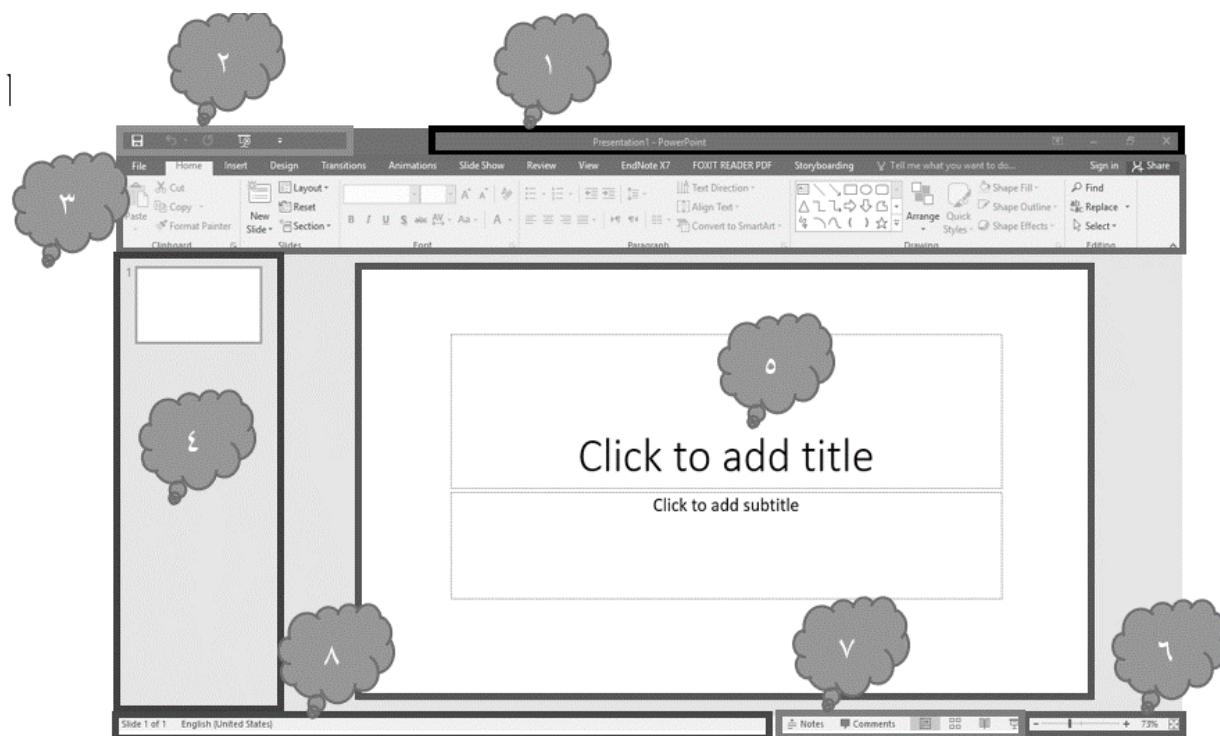 ٢ ١
Presentation1 - PowerPoint
File Home Insert Design Transitions Animations Slide Show Review View EndNote X7 FOXIT READER PDF Storyboarding Tell me what you want to do... Sign in Share
٣
Paste
Cut
Copy
Format Painter
Clipboard
New Slide
Layout
Reset
Section
Slides
B I U S abc AV Aa A
Font
Paragraph
Text Direction
Align Text
Convert to SmartArt
Arrange
Quick Styles
Shape Fill
Shape Outline
Shape Effects
Drawing
Find
Replace
Select
Editing
1
٤
٥
Click to add title
Click to add subtitle
٨ ٧ ٦
Slide 1 of 1 English (United States) Notes Comments - + 73%